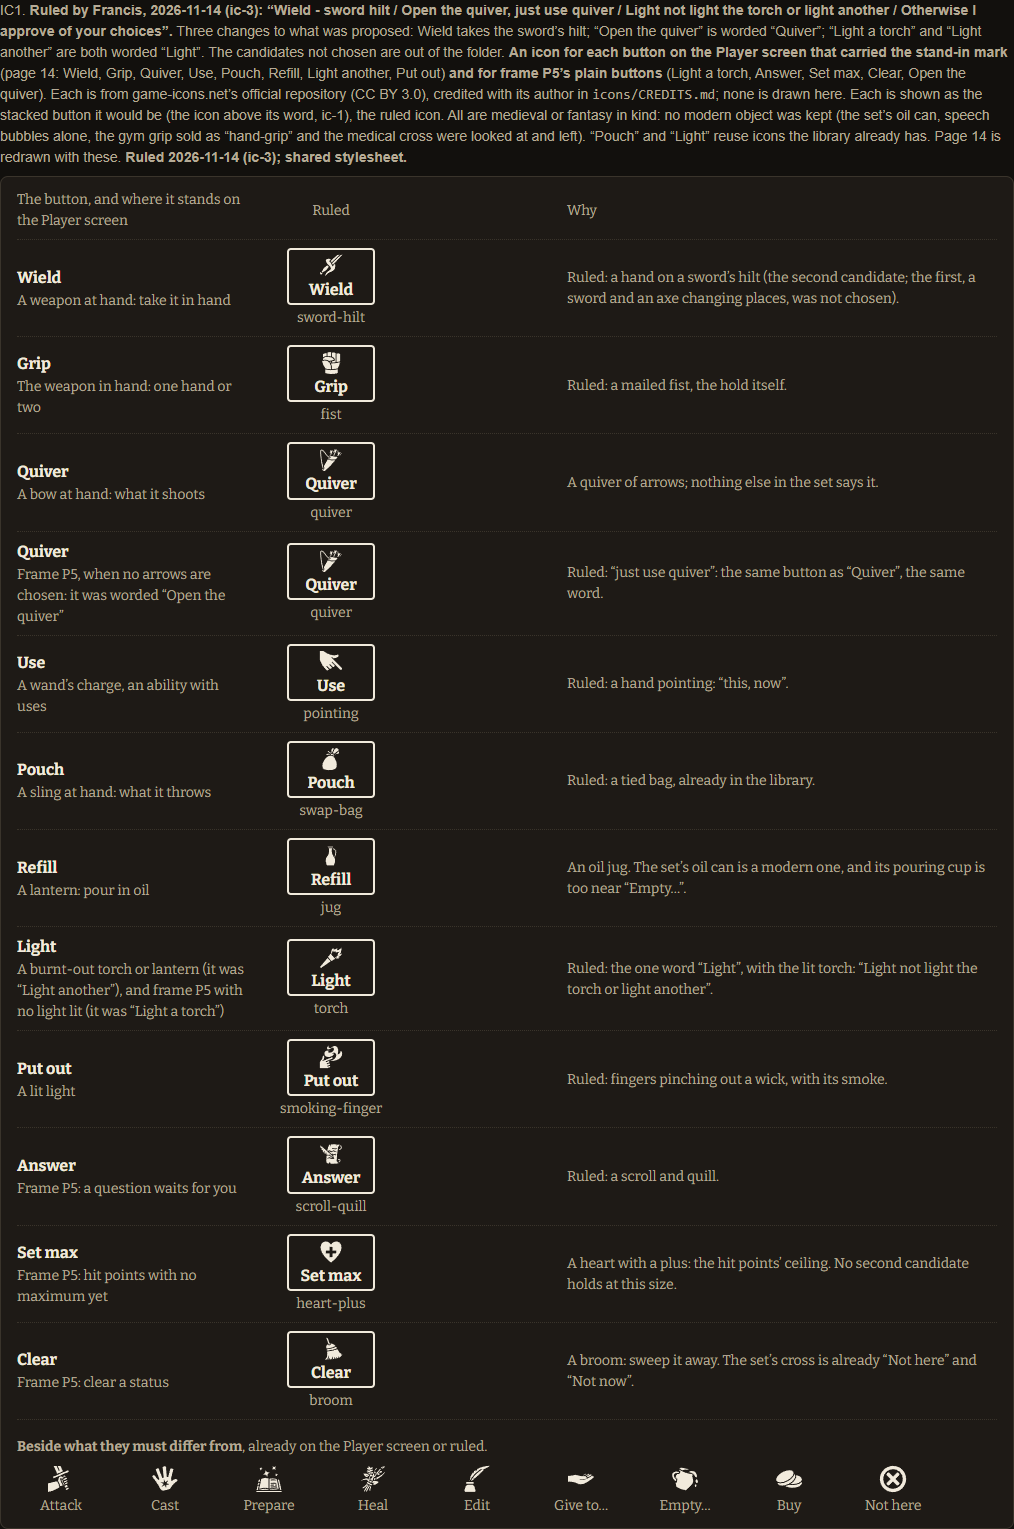 IC1. Ruled by Francis, 2026-11-14 (ic-3): “Wield - sword hilt / Open the quiver, just use quiver / Light not light the torch or light another / Otherwise I
approve of your choices”. Three changes to what was proposed: Wield takes the sword’s hilt; “Open the quiver” is worded “Quiver”; “Light a torch” and “Light
another” are both worded “Light”. The candidates not chosen are out of the folder. An icon for each button on the Player screen that carried the stand-in mark
(page 14: Wield, Grip, Quiver, Use, Pouch, Refill, Light another, Put out) and for frame P5’s plain buttons (Light a torch, Answer, Set max, Clear, Open the
quiver). Each is from game-icons.net’s official repository (CC BY 3.0), credited with its author in icons/CREDITS.md; none is drawn here. Each is shown as the
stacked button it would be (the icon above its word, ic-1), the ruled icon. All are medieval or fantasy in kind: no modern object was kept (the set’s oil can, speech
bubbles alone, the gym grip sold as “hand-grip” and the medical cross were looked at and left). “Pouch” and “Light” reuse icons the library already has. Page 14 is
redrawn with these. Ruled 2026-11-14 (ic-3); shared stylesheet.
The button, and where it stands on
the Player screen
Ruled
Why
Wield
A weapon at hand: take it in hand
Wield
sword-hilt
Ruled: a hand on a sword’s hilt (the second candidate; the first, a
sword and an axe changing places, was not chosen).
Grip
The weapon in hand: one hand or
two
Grip
fist
Ruled: a mailed fist, the hold itself.
Quiver
A bow at hand: what it shoots
Quiver
quiver
A quiver of arrows; nothing else in the set says it.
Quiver
Frame P5, when no arrows are
chosen: it was worded “Open the
quiver”
Quiver
quiver
Ruled: “just use quiver”: the same button as “Quiver”, the same
word.
Use
A wand’s charge, an ability with
uses
Use
pointing
Ruled: a hand pointing: “this, now”.
Pouch
A sling at hand: what it throws
Pouch
swap-bag
Ruled: a tied bag, already in the library.
Refill
A lantern: pour in oil
Refill
jug
An oil jug. The set’s oil can is a modern one, and its pouring cup is
too near “Empty...”.
Light
A burnt-out torch or lantern (it was
“Light another”), and frame P5 with
no light lit (it was “Light a torch”)
Light
torch
Ruled: the one word “Light”, with the lit torch: “Light not light the
torch or light another”.
Put out
A lit light
Put out
smoking-finger
Ruled: fingers pinching out a wick, with its smoke.
Answer
Frame P5: a question waits for you
Answer
scroll-quill
Ruled: a scroll and quill.
Set max
Frame P5: hit points with no
maximum yet
Set max
heart-plus
A heart with a plus: the hit points’ ceiling. No second candidate
holds at this size.
Clear
Frame P5: clear a status
Clear
broom
A broom: sweep it away. The set’s cross is already “Not here” and
“Not now”.
Beside what they must differ from, already on the Player screen or ruled.
Attack
Cast
Prepare
Heal
Edit
Give to...
Empty...
Buy
Not here